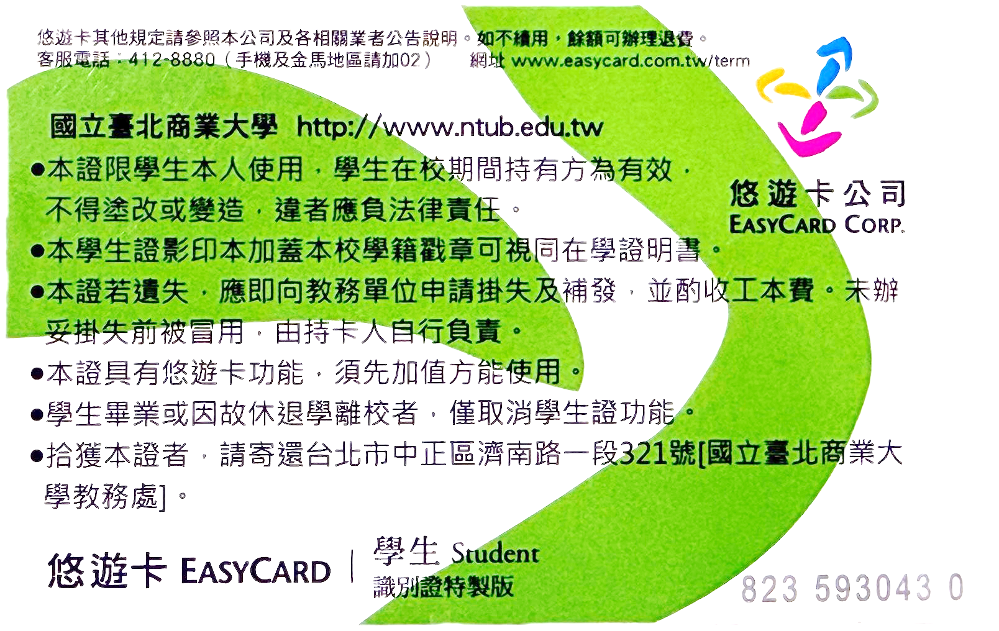 悠遊卡其他規定請參照本公司及各相關業者公告說明。如不續用，餘額可辦理退費。
客服電話：412-8880（手機及金馬地區請加02） 網址 www.easycard.com.tw/term
國立臺北商業大學 http://www.ntub.edu.tw
●本證限學生本人使用，學生在校期間持有方為有效，
不得塗改或變造，違者應負法律責任。
悠遊卡公司
EASYCARD CORP.
●本學生證影印本加蓋本校學籍戳章可視同在學證明書。
●本證若遺失，應即向教務單位申請掛失及補發，並酌收工本費。未辦
妥掛失前被冒用，由持卡人自行負責。
●本證具有悠遊卡功能，須先加值方能使用。
●學生畢業或因故休退學離校者，僅取消學生證功能。
●拾獲本證者，請寄還台北市中正區濟南路一段321號[國立臺北商業大
學教務處]。
悠遊卡 EASYCARD | 學生 Student
識別證特製版
823 593043 0